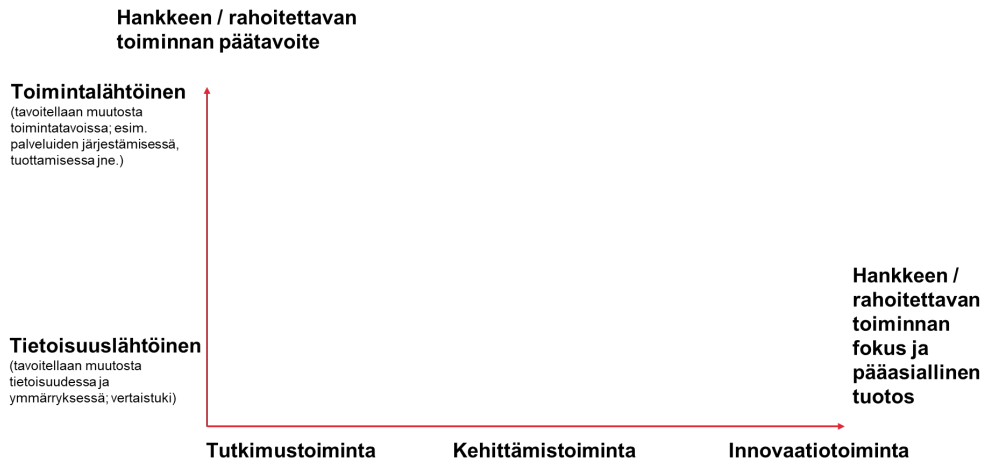 Hankkeen / rahoitettavan
toiminnan päätavoite
Toimintalähtöinen
(tavoitellaan muutosta
toimintatavoissa; esim.
palveluiden järjestämisessä,
tuottamisessa jne.)
Tietoisuuslähtöinen
(tavoitellaan muutosta
tietoisuudessa ja
ymmärryksessä; vertaistuki)
Hankkeen /
rahoitettavan
toiminnan
fokus ja
pääasiallinen
tuotos
Tutkimustoiminta
Kehittämistoiminta
Innovaatiotoiminta